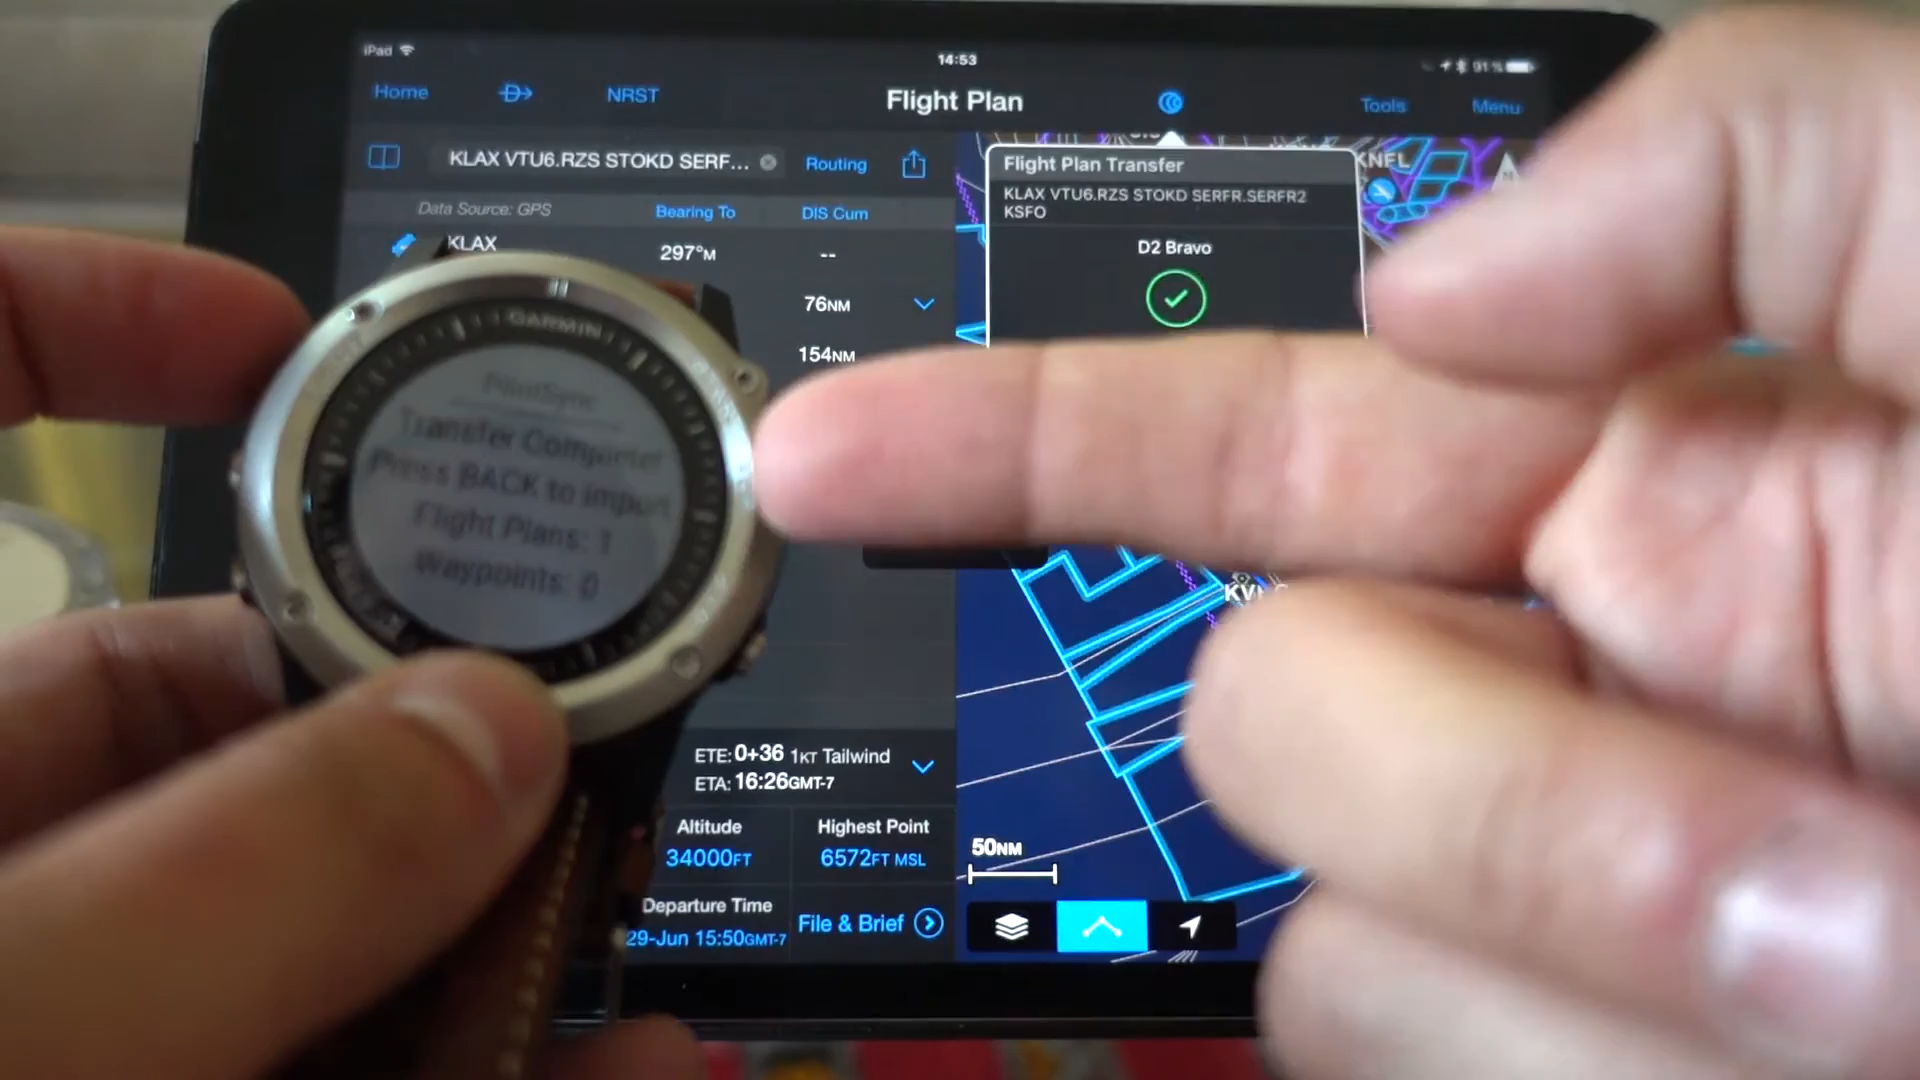 iPad
14:53
91%
Home
NRST
Flight Plan
Tools
Menu
KLAX VTU6.RZS STOKD SERF...
Routing
Data Source: GPS
Bearing To
DIS Cum
KLAX
297°M
--
76NM
154NM
Flight Plan Transfer
KLAX VTU6.RZS STOKD SERFR.SERFR2
KSFO
D2 Bravo
KNFL
N
GARMIN
PilotSync
Transfer Complete!
Press BACK to import
Flight Plans: 1
Waypoints: 0
ETE: 0+36 1KT Tailwind
ETA: 16:26GMT-7
Altitude
34000FT
Highest Point
6572FT MSL
Departure Time
29-Jun 15:50GMT-7
File & Brief
50NM